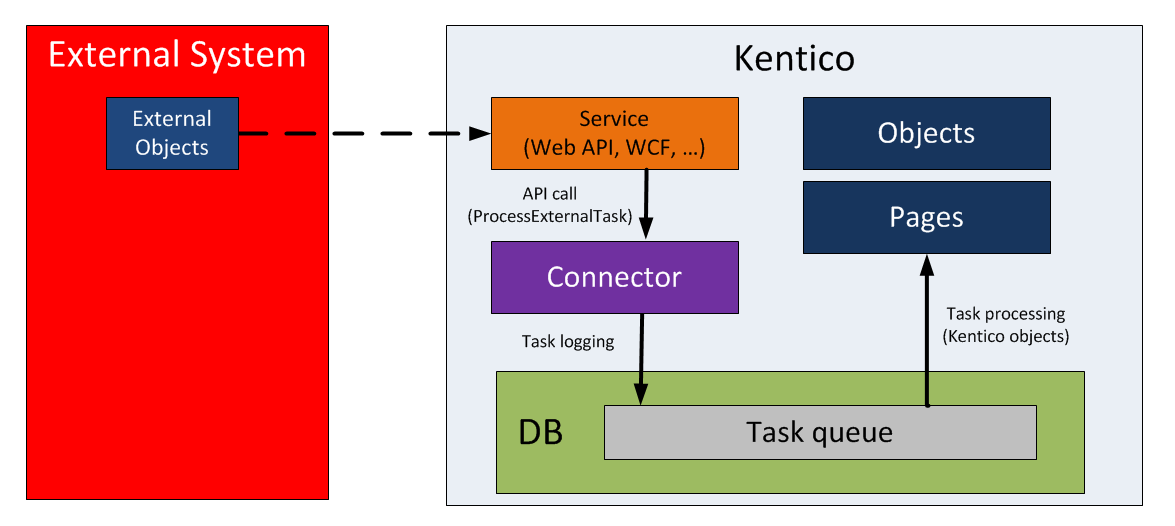 External System
External
Objects
Kentico
Service
(Web API, WCF, ...)
API call
(ProcessExternalTask)
Connector
Task logging
Objects
Pages
Task processing
(Kentico objects)
DB
Task queue